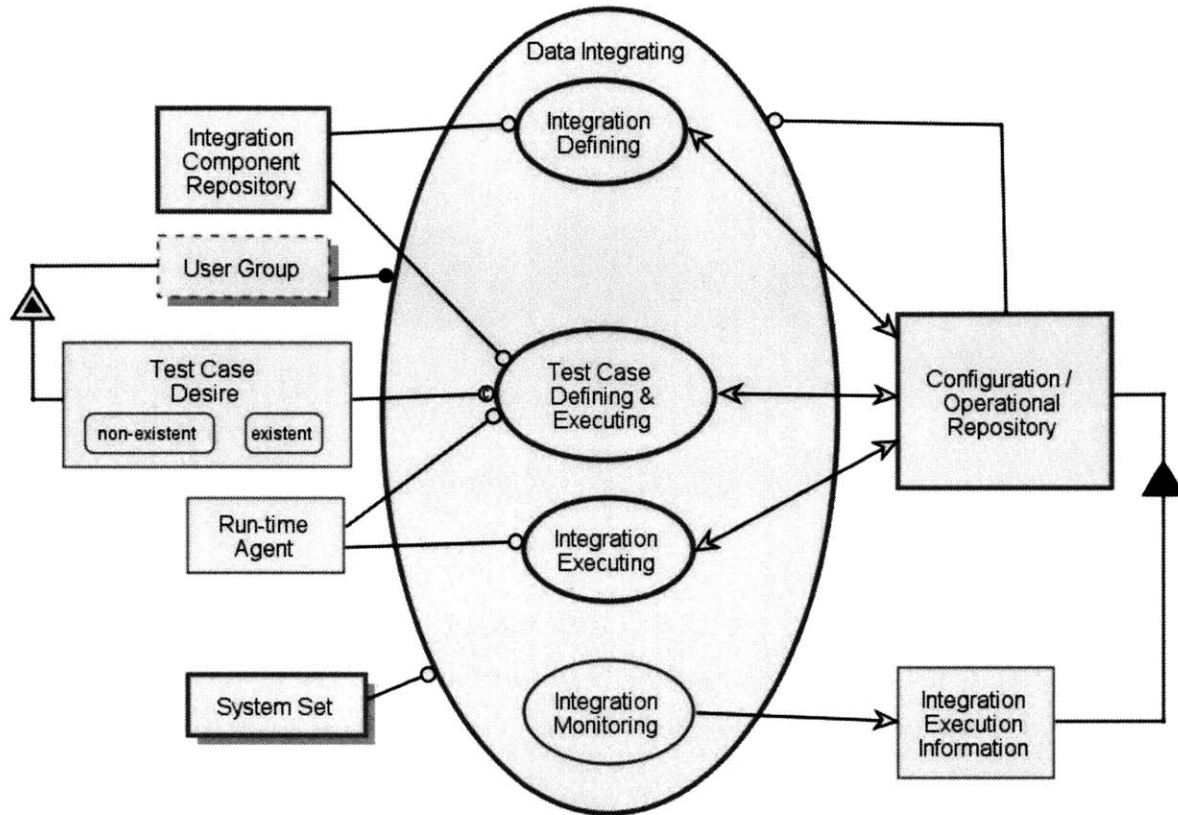 Data Integrating
Integration
Defining
Integration
Component
Repository
User Group
Test Case
Desire
non-existent
existent
c
Test Case
Defining &
Executing
Configuration /
Operational
Repository
Run-time
Agent
Integration
Executing
System Set
Integration
Monitoring
Integration
Execution
Information